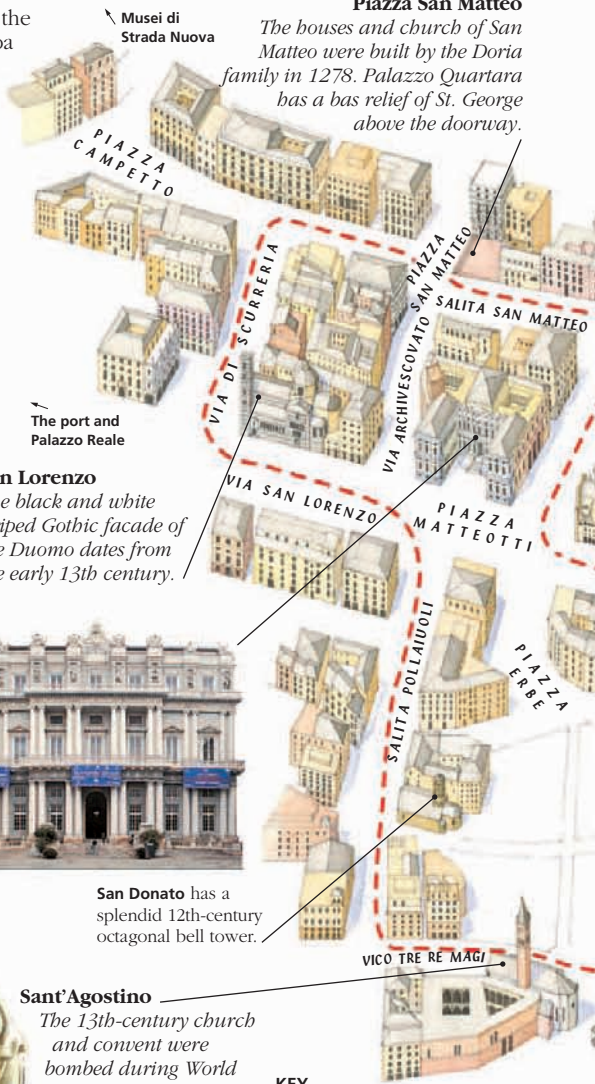 the
Musei di
Strada Nuova
Piazza San Matteo
The houses and church of San
Matteo were built by the Doria
family in 1278. Palazzo Quartara
has a bas relief of St. George
above the doorway.
PIAZZA
CAMPETTO
PIAZZA
SAN MATTEO
SALITA SAN MATTEO
VIA DI SCURRERIA
VIA ARCHIVESCOVATO
The port and
Palazzo Reale
n Lorenzo
e black and white
iped Gothic facade of
e Duomo dates from
e early 13th century.
VIA SAN LORENZO
PIAZZA
MATTEOTTI
SALITA POLLAIUOLI
PIAZZA
ERBE
San Donato has a
splendid 12th-century
octagonal bell tower.
VICO TRE RE MAGI
Sant'Agostino
The 13th-century church
and convent were
bombed during World
KEY